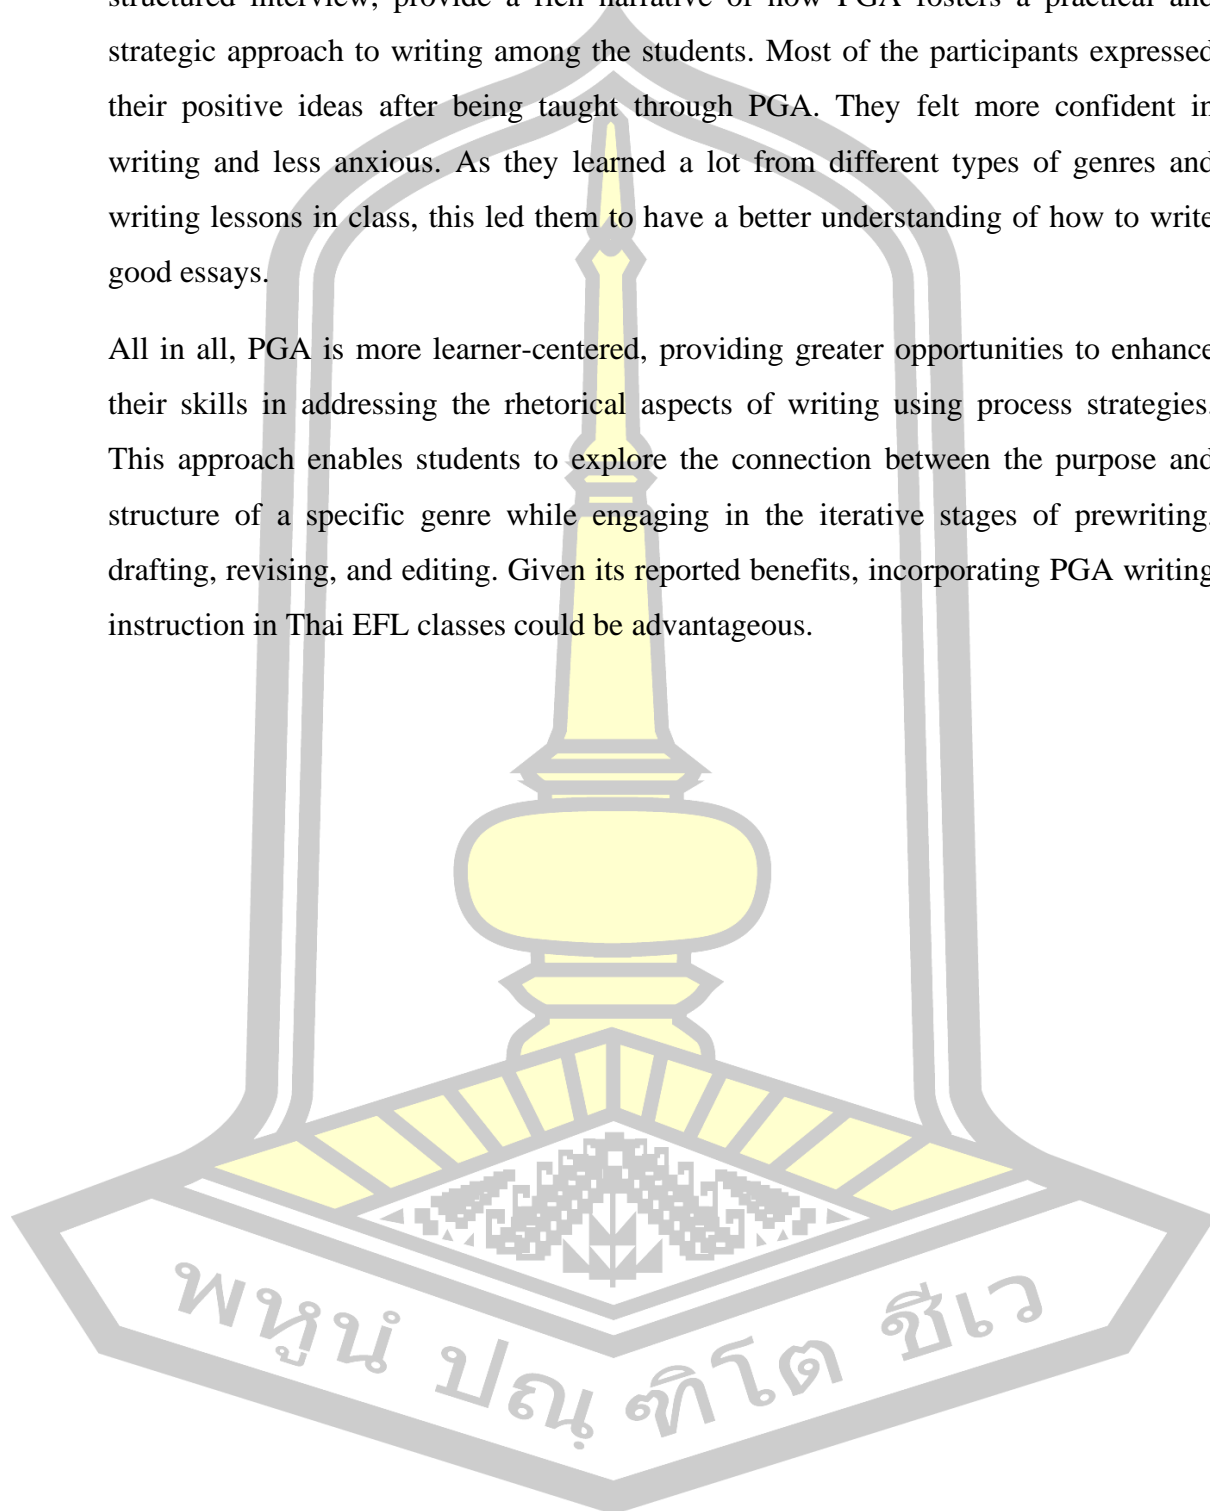 structured interview, provide a rich narrative of how PGA fosters a practical and
strategic approach to writing among the students. Most of the participants expressed
their positive ideas after being taught through PGA. They felt more confident in
writing and less anxious. As they learned a lot from different types of genres and
writing lessons in class, this led them to have a better understanding of how to write
good essays.
All in all, PGA is more learner-centered, providing greater opportunities to enhance
their skills in addressing the rhetorical aspects of writing using process strategies.
This approach enables students to explore the connection between the purpose and
structure of a specific genre while engaging in the iterative stages of prewriting,
drafting, revising, and editing. Given its reported benefits, incorporating PGA writing
instruction in Thai EFL classes could be advantageous.
พหูนํ ปณฺฑิโต ชีเว